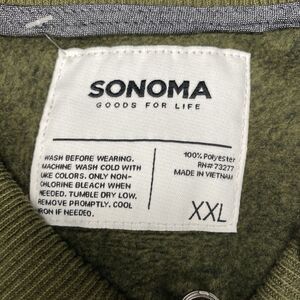 SONOMA
GOODS FOR LIFE
WASH BEFORE WEARING.
MACHINE WASH COLD WITH
LIKE COLORS. ONLY NON-
CHLORINE BLEACH WHEN
NEEDED. TUMBLE DRY LOW.
REMOVE PROMPTLY. COOL
IRON IF NEEDED.
100% Polyester
RN# 73277
MADE IN VIETNAM
XXL